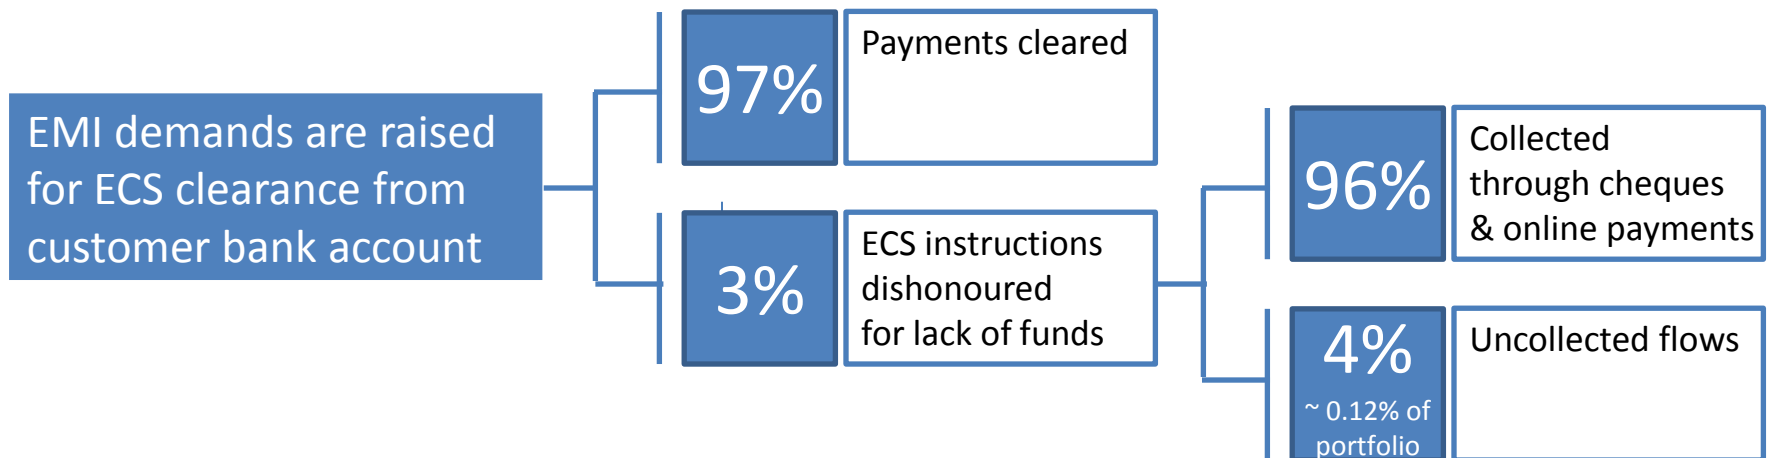 EMI demands are raised
for ECS clearance from
customer bank account
97%
Payments cleared
3%
ECS instructions
dishonoured
for lack of funds
96%
Collected
through cheques
& online payments
4%
~ 0.12% of
portfolio
Uncollected flows